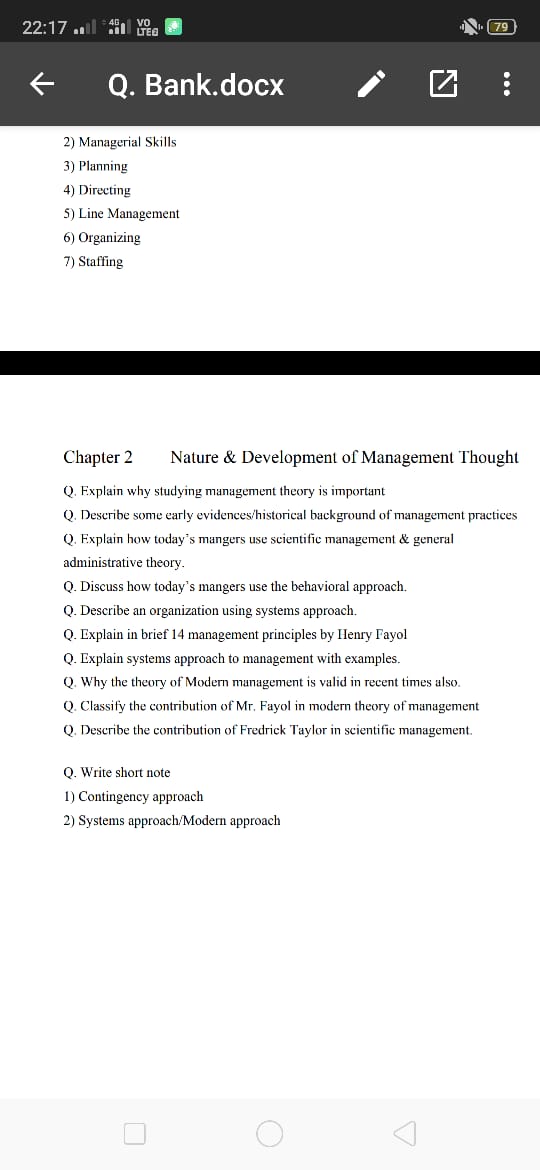 22:17 4G VO LTE 79
Q. Bank.docx
2) Managerial Skills
3) Planning
4) Directing
5) Line Management
6) Organizing
7) Staffing
Chapter 2 Nature & Development of Management Thought
Q. Explain why studying management theory is important
Q. Describe some early evidences/historical background of management practices
Q. Explain how today's mangers use scientific management & general
administrative theory.
Q. Discuss how today's mangers use the behavioral approach.
Q. Describe an organization using systems approach.
Q. Explain in brief 14 management principles by Henry Fayol
Q. Explain systems approach to management with examples.
Q. Why the theory of Modern management is valid in recent times also.
Q. Classify the contribution of Mr. Fayol in modern theory of management
Q. Describe the contribution of Fredrick Taylor in scientific management.
Q. Write short note
1) Contingency approach
2) Systems approach/Modern approach